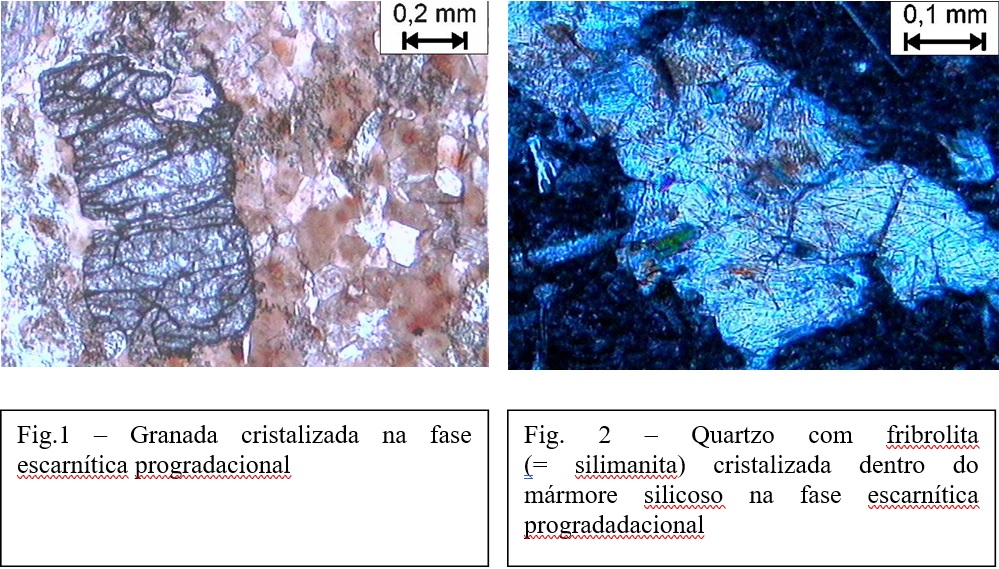 0,2 mm
0,1 mm
Fig.1 – Granada cristalizada na fase
escarnítica progradacional
Fig. 2 – Quartzo com fribrolita
(= silimanita) cristalizada dentro do
mármore silicoso na fase escarnítica
progradadacional